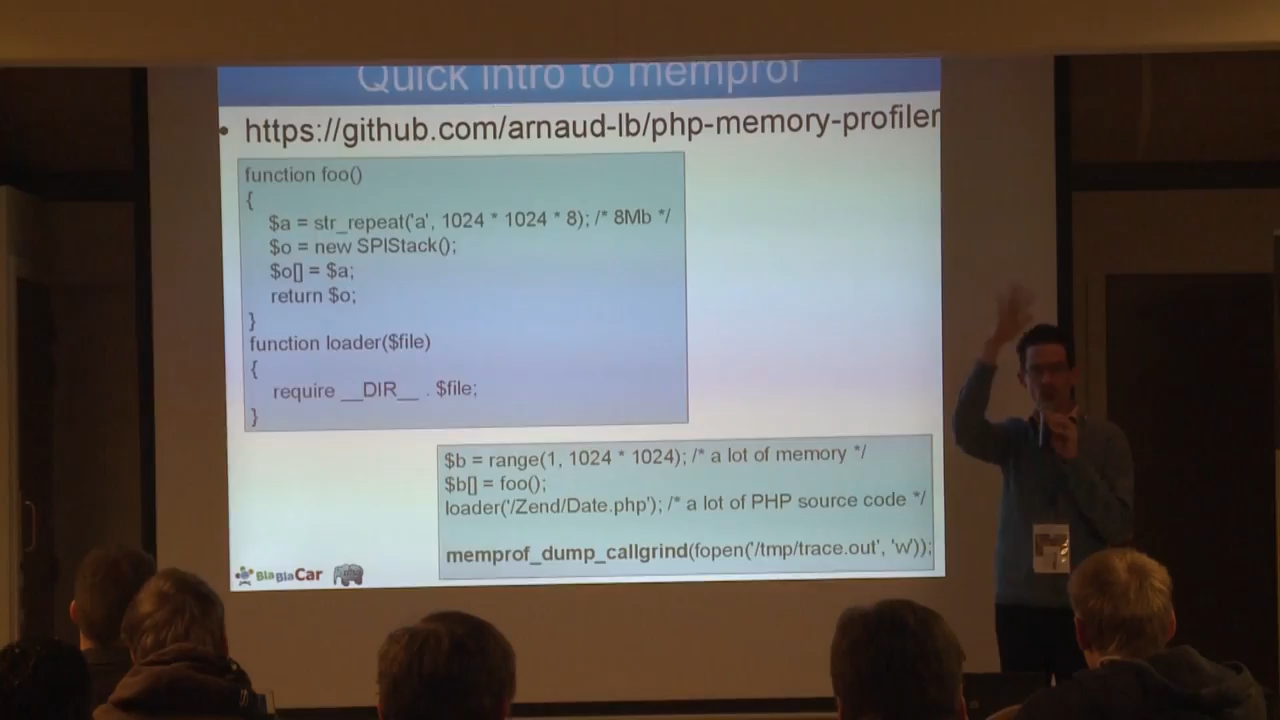 Quick intro to memprof
• https://github.com/arnaud-lb/php-memory-profiler
function foo()
{
$a = str_repeat('a', 1024 * 1024 * 8); /* 8Mb */
$o = new SPlStack();
$o[] = $a;
return $o;
}
function loader($file)
{
require __DIR__ . $file;
}
$b = range(1, 1024 * 1024); /* a lot of memory */
$b[] = foo();
loader('/Zend/Date.php'); /* a lot of PHP source code */
memprof_dump_callgrind(fopen('/tmp/trace.out', 'w'));
BlaBlaCar